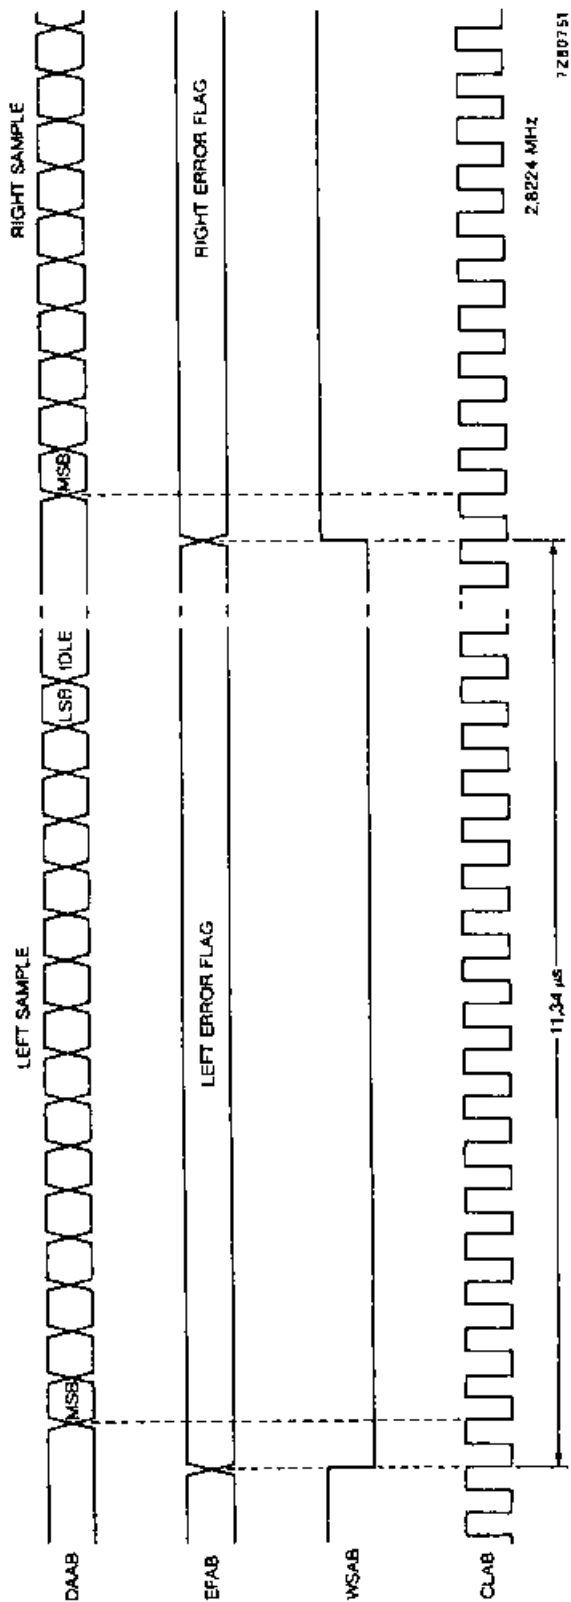 LEFT SAMPLE
RIGHT SAMPLE
DAAB
MSB
LSB
IDLE
MSB
EFAB
LEFT ERROR FLAG
RIGHT ERROR FLAG
WSAB
CLAB
2,8224 MHz
11,34 µs
7Z80751